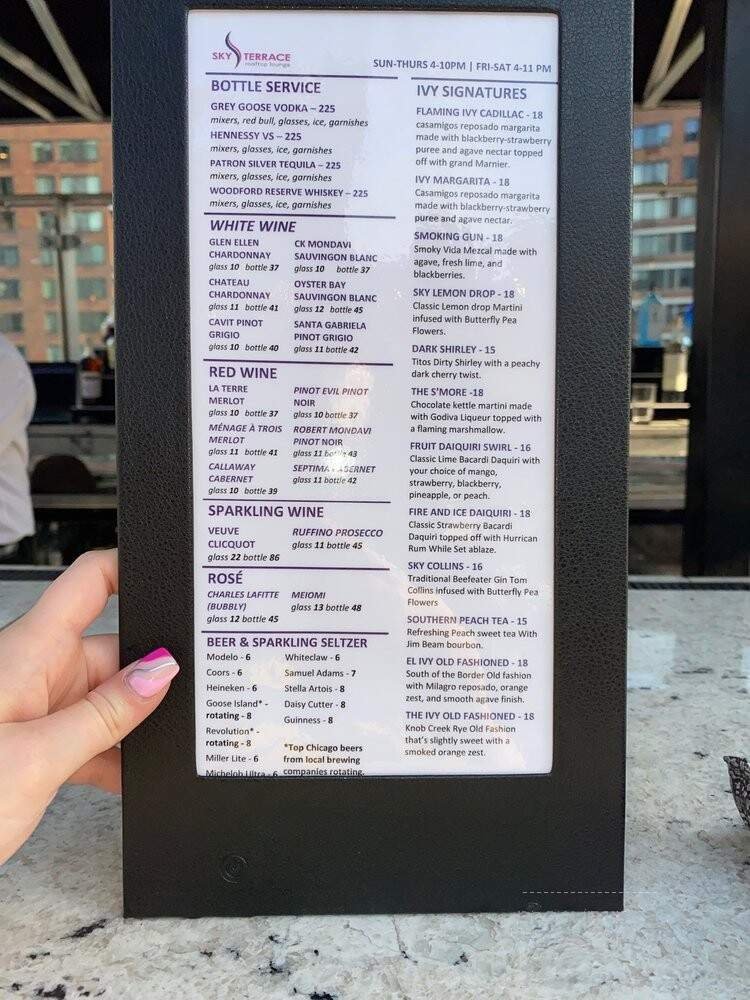 SKY TERRACE
rooftop lounge
SUN-THURS 4-10PM | FRI-SAT 4-11 PM
BOTTLE SERVICE
GREY GOOSE VODKA – 225
mixers, red bull, glasses, ice, garnishes
HENNESSY VS – 225
mixers, glasses, ice, garnishes
PATRON SILVER TEQUILA – 225
mixers, glasses, ice, garnishes
WOODFORD RESERVE WHISKEY – 225
mixers, glasses, ice, garnishes
WHITE WINE
GLEN ELLEN
CHARDONNAY
glass 10 bottle 37
CK MONDAVI
SAUVINGON BLANC
glass 10 bottle 37
CHATEAU
CHARDONNAY
glass 11 bottle 41
OYSTER BAY
SAUVINGON BLANC
glass 12 bottle 45
CAVIT PINOT
GRIGIO
glass 10 bottle 40
SANTA GABRIELA
PINOT GRIGIO
glass 11 bottle 42
RED WINE
LA TERRE
MERLOT
glass 10 bottle 37
PINOT EVIL PINOT
NOIR
glass 10 bottle 37
MÉNAGE À TROIS
MERLOT
glass 11 bottle 41
ROBERT MONDAVI
PINOT NOIR
glass 11 bottle 43
CALLAWAY
CABERNET
glass 10 bottle 39
SEPTIMA CABERNET
glass 11 bottle 42
SPARKLING WINE
VEUVE
CLICQUOT
glass 22 bottle 86
RUFFINO PROSECCO
glass 11 bottle 45
ROSÉ
CHARLES LAFITTE
(BUBBLY)
glass 12 bottle 45
MEIOMI
glass 13 bottle 48
BEER & SPARKLING SELTZER
Modelo - 6
Coors - 6
Heineken - 6
Goose Island* -
rotating - 8
Revolution* -
rotating - 8
Miller Lite - 6
Michelob Ultra - 6
Whiteclaw - 6
Samuel Adams - 7
Stella Artois - 8
Daisy Cutter - 8
Guinness - 8
*Top Chicago beers
from local brewing
companies rotating.
IVY SIGNATURES
FLAMING IVY CADILLAC - 18
casamigos reposado margarita
made with blackberry-strawberry
puree and agave nectar topped
off with grand Marnier.
IVY MARGARITA - 18
Casamigos reposado margarita
made with blackberry-strawberry
puree and agave nectar.
SMOKING GUN - 18
Smoky Vida Mezcal made with
agave, fresh lime, and
blackberries.
SKY LEMON DROP - 18
Classic Lemon drop Martini
infused with Butterfly Pea
Flowers.
DARK SHIRLEY - 15
Titos Dirty Shirley with a peachy
dark cherry twist.
THE S'MORE -18
Chocolate kettle martini made
with Godiva Liqueur topped with
a flaming marshmallow.
FRUIT DAIQUIRI SWIRL - 16
Classic Lime Bacardi Daquiri with
your choice of mango,
strawberry, blackberry,
pineapple, or peach.
FIRE AND ICE DAIQUIRI - 18
Classic Strawberry Bacardi
Daquiri topped off with Hurrican
Rum While Set ablaze.
SKY COLLINS - 16
Traditional Beefeater Gin Tom
Collins infused with Butterfly Pea
Flowers
SOUTHERN PEACH TEA - 15
Refreshing Peach sweet tea With
Jim Beam bourbon.
EL IVY OLD FASHIONED - 18
South of the Border Old fashion
with Milagro reposado, orange
zest, and smooth agave finish.
THE IVY OLD FASHIONED - 18
Knob Creek Rye Old Fashion
that's slightly sweet with a
smoked orange zest.